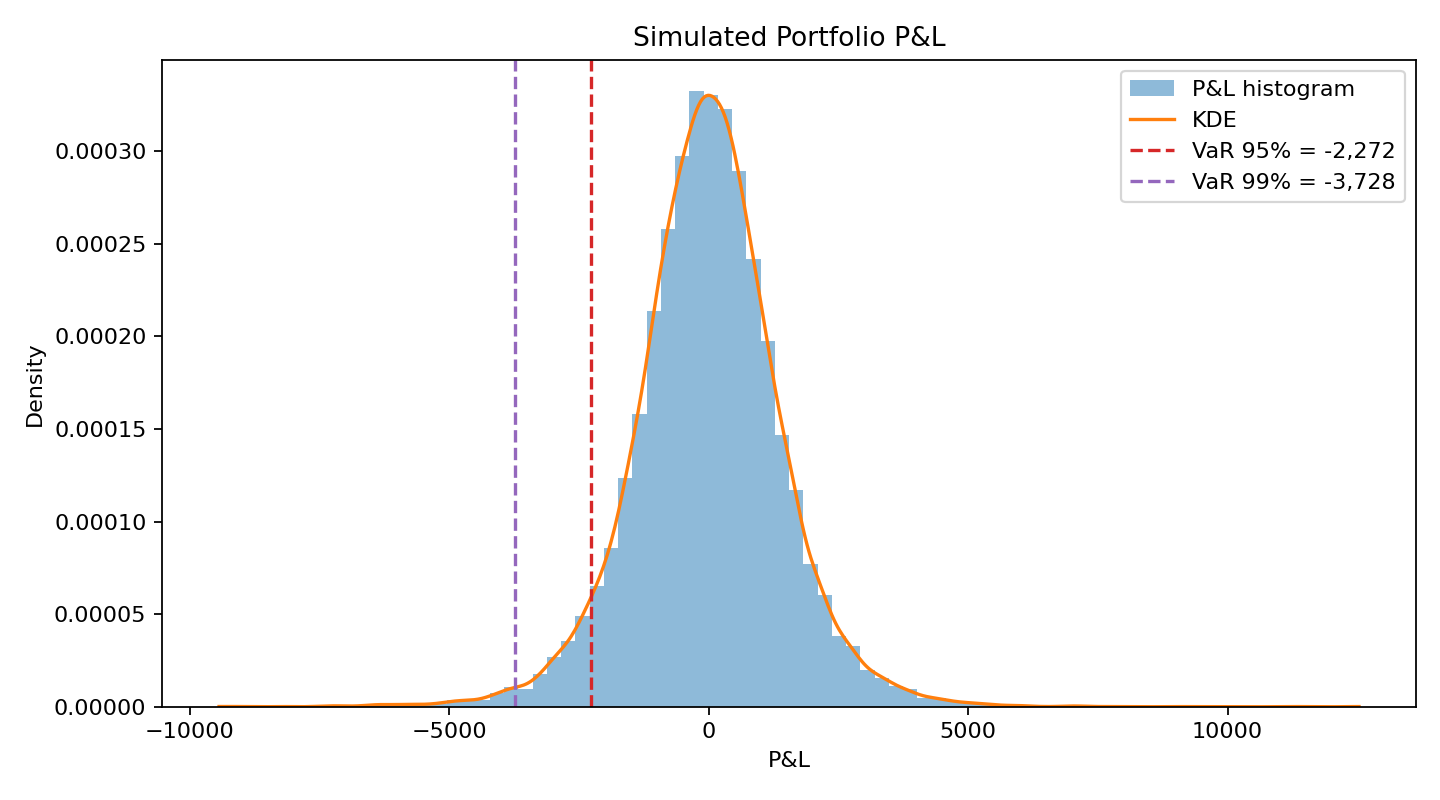 Simulated Portfolio P&L
P&L histogram
KDE
VaR 95% = -2,272
VaR 99% = -3,728
0.00030
0.00025
0.00020
0.00015
0.00010
0.00005
0.00000
Density
−10000
−5000
0
5000
10000
P&L